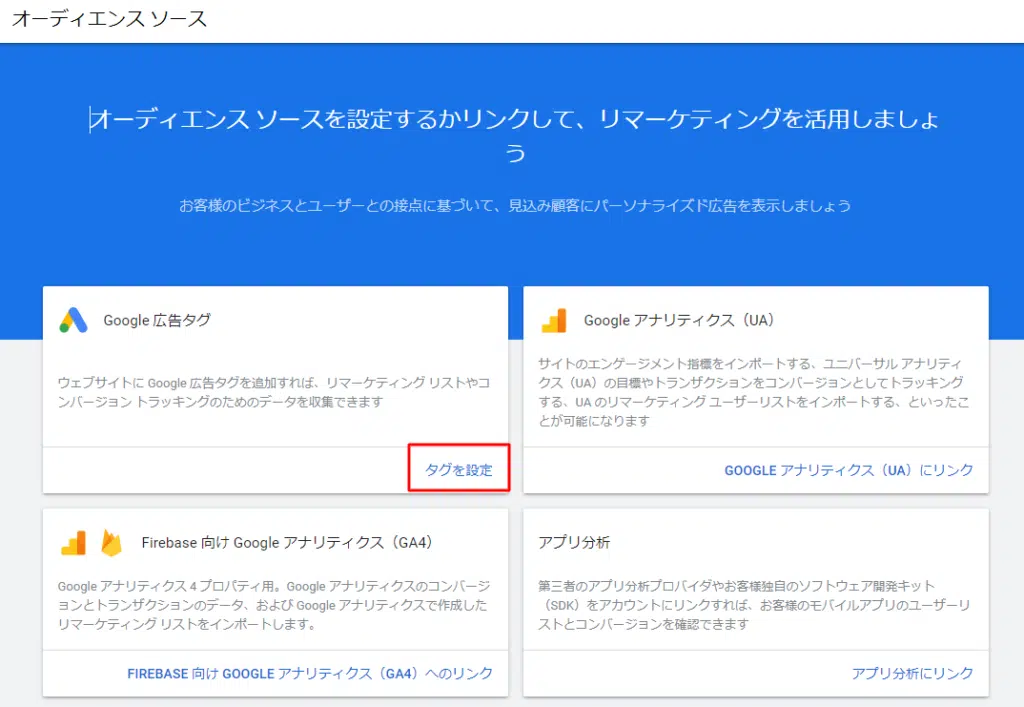 オーディエンス ソース
オーディエンス ソースを設定するかリンクして、リマーケティングを活用しましょ
う
お客様のビジネスとユーザーとの接点に基づいて、見込み顧客にパーソナライズド広告を表示しましょう
Google 広告タグ
ウェブサイトに Google 広告タグを追加すれば、リマーケティング リストやコ
ンバージョン トラッキングのためのデータを収集できます
タグを設定
Google アナリティクス（UA）
サイトのエンゲージメント指標をインポートする、ユニバーサル アナリティ
クス（UA）の目標やトランザクションをコンバージョンとしてトラッキング
する、UA のリマーケティング ユーザーリストをインポートする、といったこ
とが可能になります
GOOGLE アナリティクス（UA）にリンク
Firebase 向け Google アナリティクス（GA4）
Google アナリティクス 4 プロパティ用。Google アナリティクスのコンバージ
ョンとトランザクションのデータ、および Google アナリティクスで作成した
リマーケティング リストをインポートします。
FIREBASE 向け GOOGLE アナリティクス（GA4）へのリンク
アプリ分析
第三者のアプリ分析プロバイダやお客様独自のソフトウェア開発キット
（SDK）をアカウントにリンクすれば、お客様のモバイルアプリのユーザーリ
ストとコンバージョンを確認できます
アプリ分析にリンク